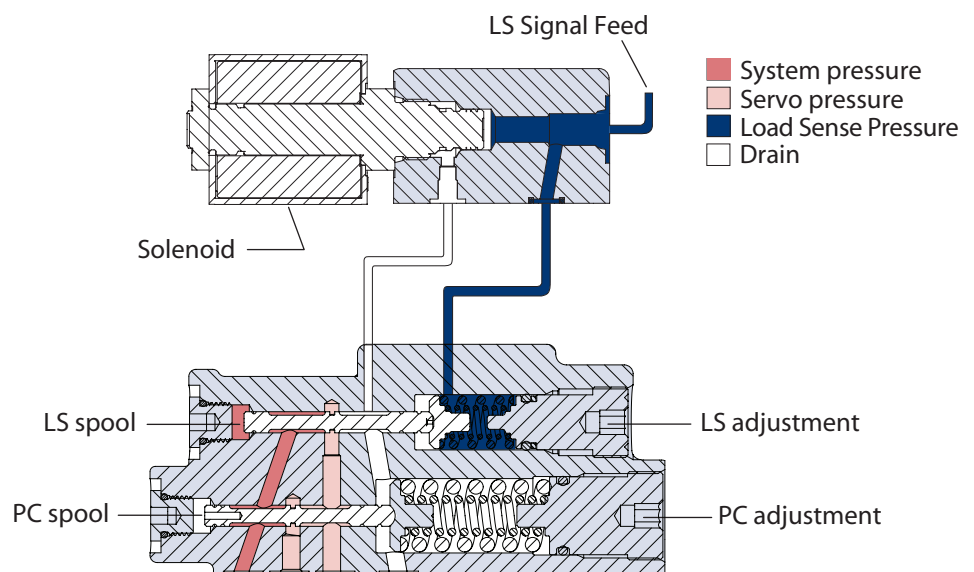 LS Signal Feed
System pressure
Servo pressure
Load Sense Pressure
Drain
Solenoid
LS spool
LS adjustment
PC spool
PC adjustment